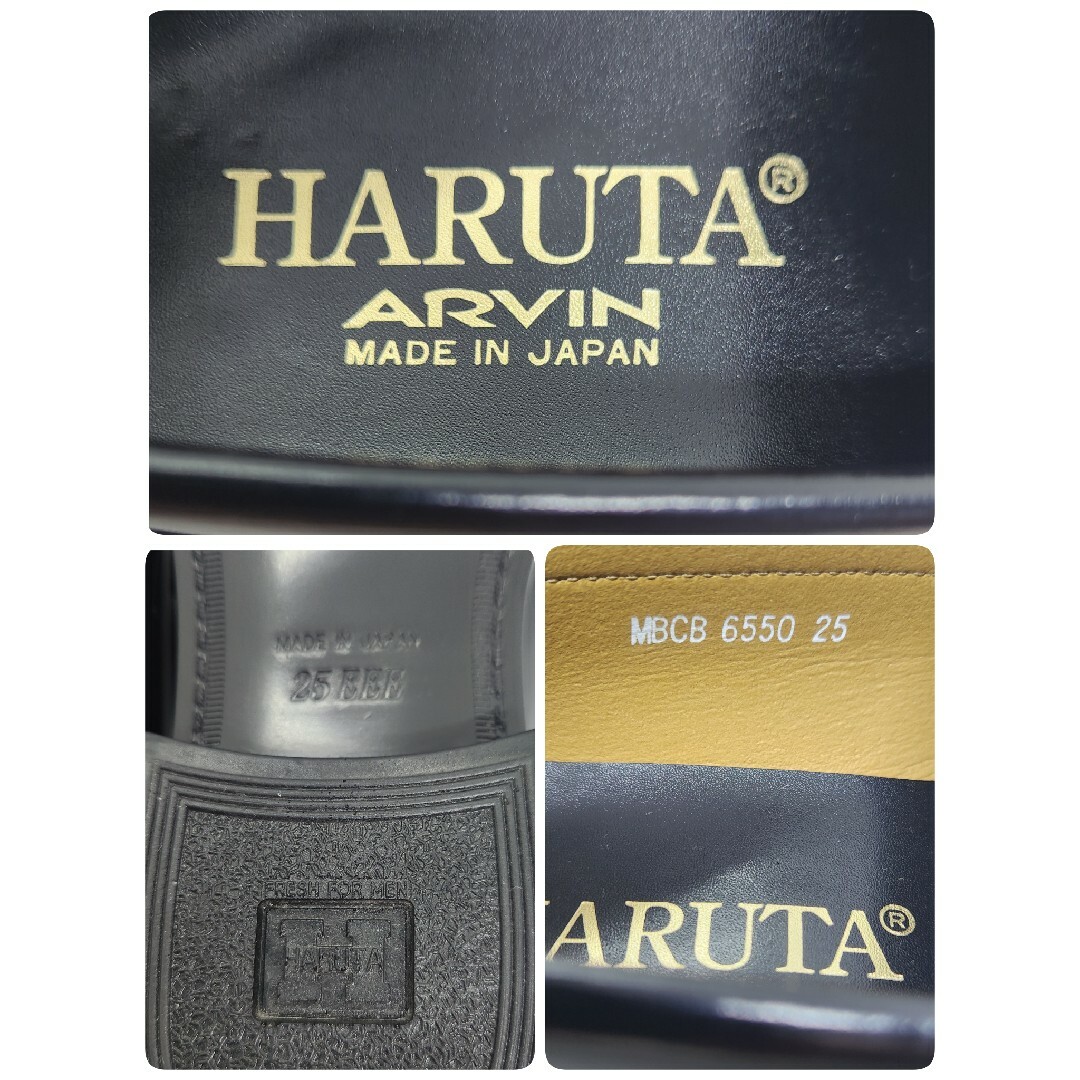 HARUTA®
ARVIN
MADE IN JAPAN
MADE IN JAPAN
25 EEE
FRESH FOR MEN
HARUTA
MBCB 6550 25
HARUTA®